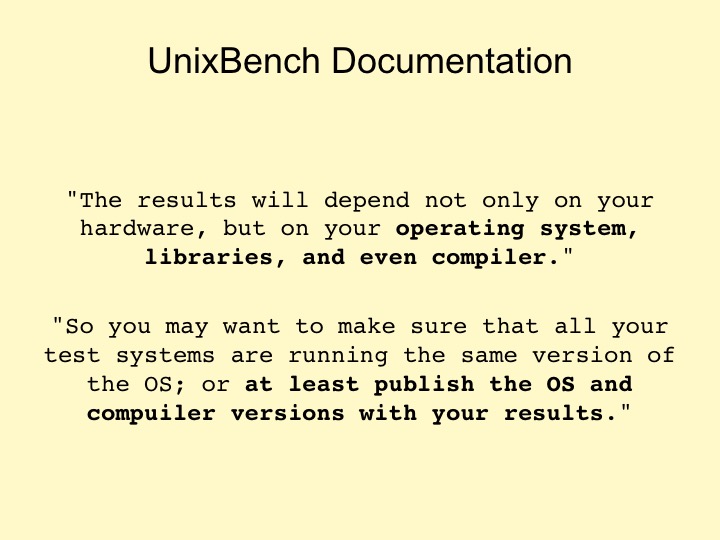 UnixBench Documentation
"The results will depend not only on your
hardware, but on your operating system,
libraries, and even compiler."
"So you may want to make sure that all your
test systems are running the same version of
the OS; or at least publish the OS and
compuiler versions with your results."